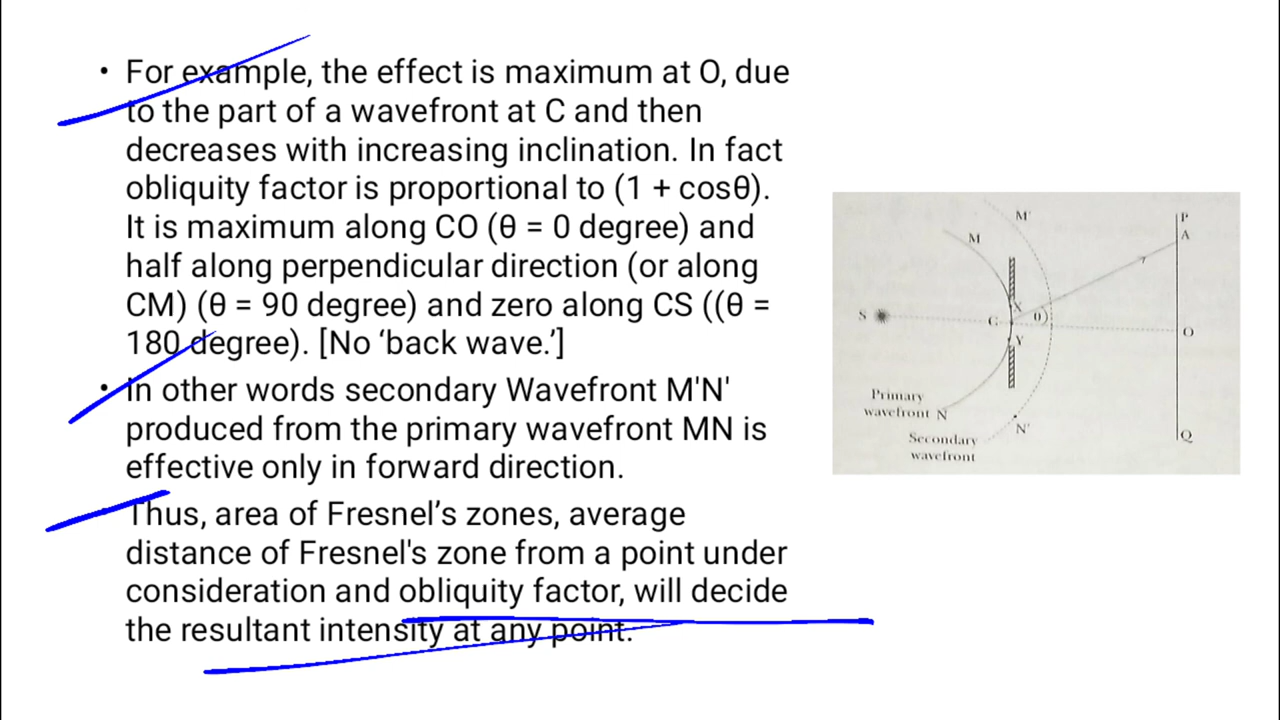 • For example, the effect is maximum at O, due
to the part of a wavefront at C and then
decreases with increasing inclination. In fact
obliquity factor is proportional to (1 + cosθ).
It is maximum along CO (θ = 0 degree) and
half along perpendicular direction (or along
CM) (θ = 90 degree) and zero along CS ((θ =
180 degree). [No ‘back wave.’]
• In other words secondary Wavefront M'N'
produced from the primary wavefront MN is
effective only in forward direction.
• Thus, area of Fresnel’s zones, average
distance of Fresnel's zone from a point under
consideration and obliquity factor, will decide
the resultant intensity at any point.
M'
P
M
A
r
X
S
C
θ
O
Y
Primary
wavefront N
N'
Q
Secondary
wavefront